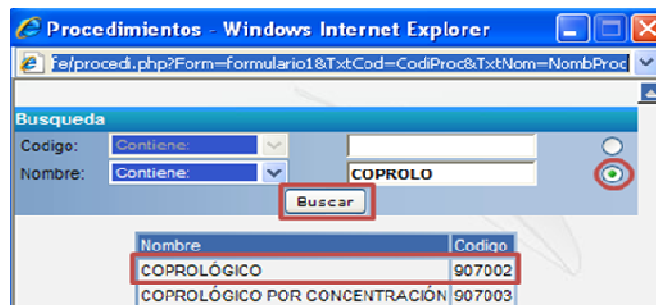 Procedimientos - Windows Internet Explorer
fe/procedi.php?Form=formulario1&TxtCod=CodiProc&TxtNom=NombProc
Busqueda
Codigo: Contiene:
Nombre: Contiene: COPROLO
Buscar
Nombre Codigo
COPROLÓGICO 907002
COPROLÓGICO POR CONCENTRACIÓN 907003